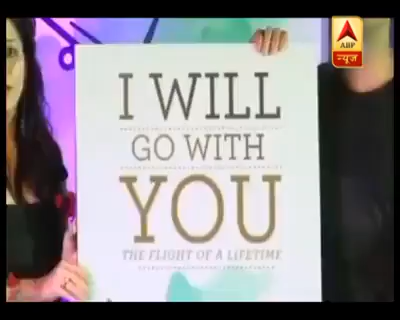 ABP
न्यूज़
I WILL
GO WITH
YOU
THE FLIGHT OF A LIFETIME